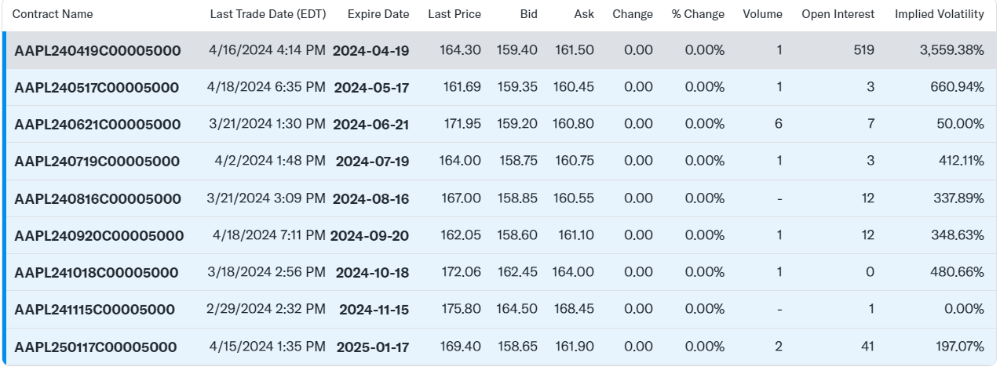 Contract Name Last Trade Date (EDT) Expire Date Last Price Bid Ask Change % Change Volume Open Interest Implied Volatility
AAPL240419C00005000 4/16/2024 4:14 PM 2024-04-19 164.30 159.40 161.50 0.00 0.00% 1 519 3,559.38%
AAPL240517C00005000 4/18/2024 6:35 PM 2024-05-17 161.69 159.35 160.45 0.00 0.00% 1 3 660.94%
AAPL240621C00005000 3/21/2024 1:30 PM 2024-06-21 171.95 159.20 160.80 0.00 0.00% 6 7 50.00%
AAPL240719C00005000 4/2/2024 1:48 PM 2024-07-19 164.00 158.75 160.75 0.00 0.00% 1 3 412.11%
AAPL240816C00005000 3/21/2024 3:09 PM 2024-08-16 167.00 158.85 160.55 0.00 0.00% - 12 337.89%
AAPL240920C00005000 4/18/2024 7:11 PM 2024-09-20 162.05 158.60 161.10 0.00 0.00% 1 12 348.63%
AAPL241018C00005000 3/18/2024 2:56 PM 2024-10-18 172.06 162.45 164.00 0.00 0.00% 1 0 480.66%
AAPL241115C00005000 2/29/2024 2:32 PM 2024-11-15 175.80 164.50 168.45 0.00 0.00% - 1 0.00%
AAPL250117C00005000 4/15/2024 1:35 PM 2025-01-17 169.40 158.65 161.90 0.00 0.00% 2 41 197.07%